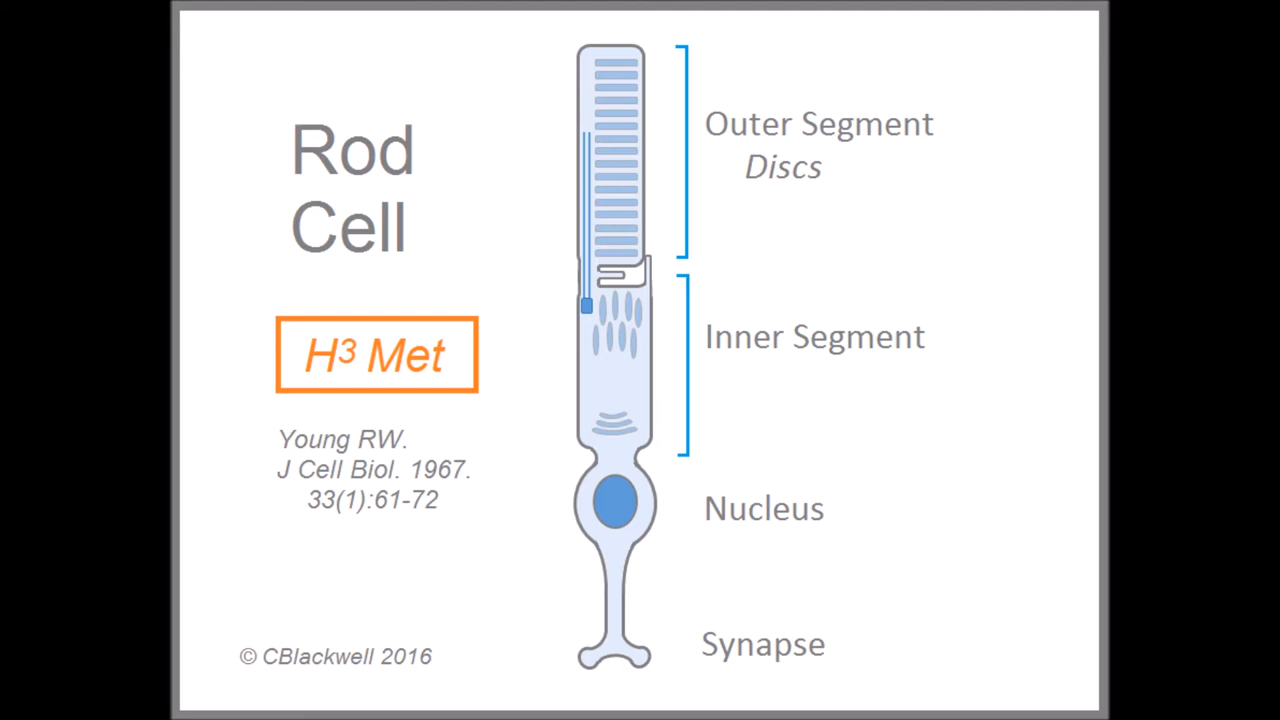 Rod
Cell
H³ Met
Young RW.
J Cell Biol. 1967.
33(1):61-72
© CBlackwell 2016
Outer Segment
Discs
Inner Segment
Nucleus
Synapse